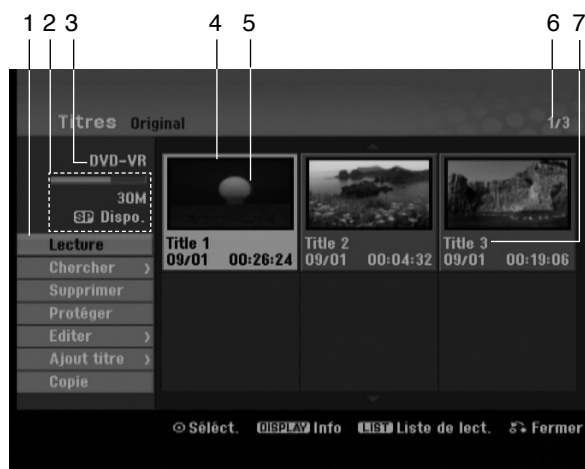 1 2 3 4 5 6 7
Titres Original 1/3
DVD-VR
30M
SP Dispo.
Lecture
Chercher
Supprimer
Protéger
Editer
Ajout titre
Copie
Title 1
09/01 00:26:24
Title 2
09/01 00:04:32
Title 3
09/01 00:19:06
Séléct. DISPLAY Info LIST Liste de lect. Fermer